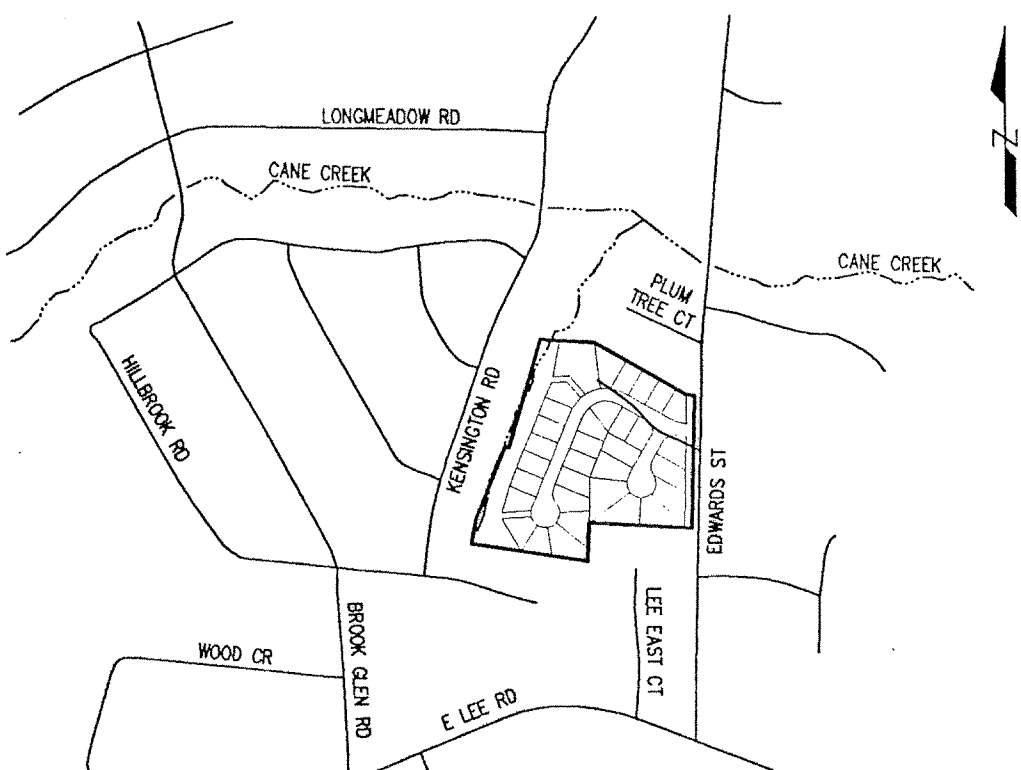 LONGMEADOW RD
CANE CREEK
Z
CANE CREEK
PLUM
TREE CT
HILLBROOK RD
KENSINGTON RD
EDWARDS ST
LEE EAST CT
BROOK GLEN RD
WOOD CR
E LEE RD